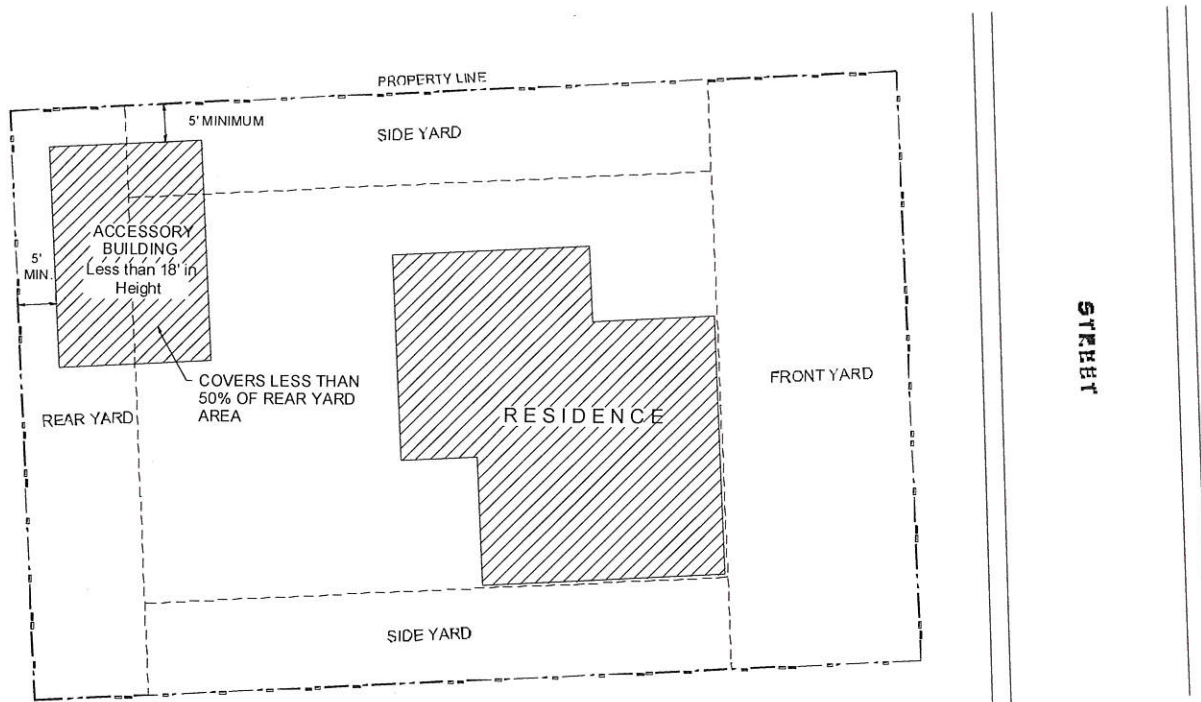 PROPERTY LINE
5' MINIMUM
SIDE YARD
ACCESSORY
BUILDING
Less than 18' in
Height
5'
MIN.
COVERS LESS THAN
50% OF REAR YARD
AREA
REAR YARD
RESIDENCE
FRONT YARD
STREET
SIDE YARD